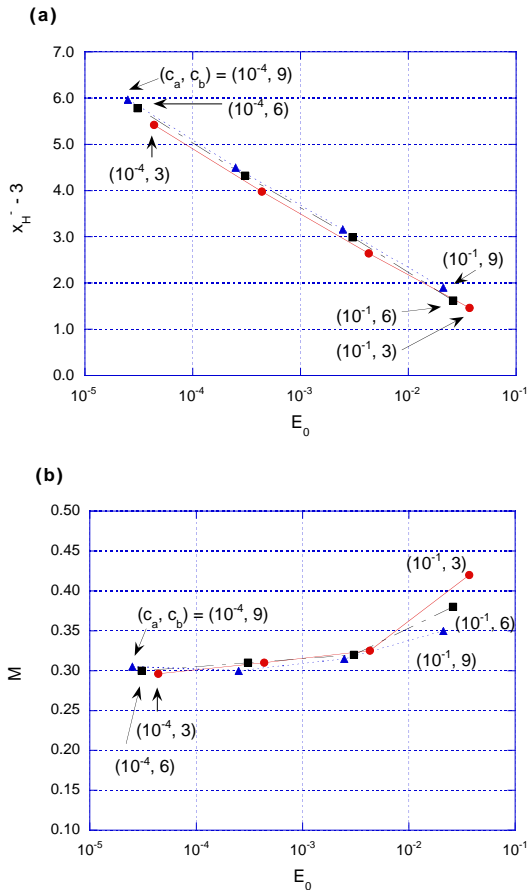 (a)
7.0
(c_a, c_b) = (10^-4, 9)
6.0
(10^-4, 6)
5.0
(10^-4, 3)
4.0
x_H^- - 3
3.0
(10^-1, 9)
2.0
(10^-1, 6)
1.0
(10^-1, 3)
0.0
10^-5 10^-4 10^-3 10^-2 10^-1
E_0
(b)
0.50
0.45
(10^-1, 3)
0.40
(c_a, c_b) = (10^-4, 9)
(10^-1, 6)
0.35
(10^-1, 9)
M
0.30
0.25
(10^-4, 3)
0.20
(10^-4, 6)
0.15
0.10
10^-5 10^-4 10^-3 10^-2 10^-1
E_0